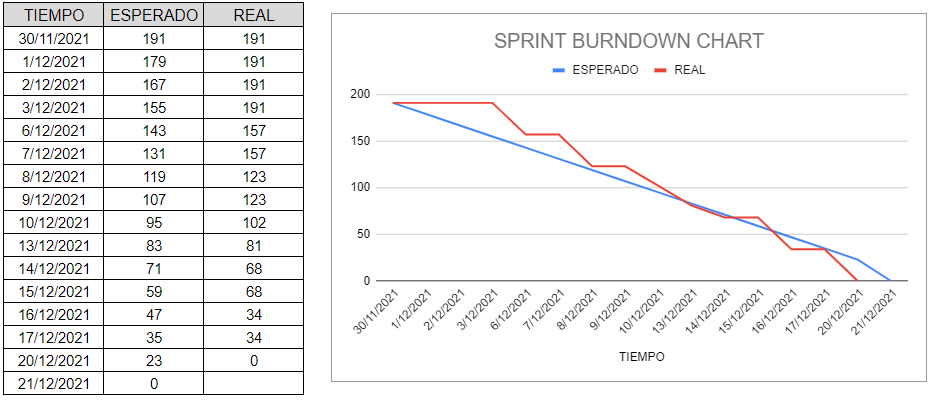 TIEMPO ESPERADO REAL
30/11/2021 191 191
1/12/2021 179 191
2/12/2021 167 191
3/12/2021 155 191
6/12/2021 143 157
7/12/2021 131 157
8/12/2021 119 123
9/12/2021 107 123
10/12/2021 95 102
13/12/2021 83 81
14/12/2021 71 68
15/12/2021 59 68
16/12/2021 47 34
17/12/2021 35 34
20/12/2021 23 0
21/12/2021 0
SPRINT BURNDOWN CHART
ESPERADO REAL
200
150
100
50
0
30/11/2021 1/12/2021 2/12/2021 3/12/2021 6/12/2021 7/12/2021 8/12/2021 9/12/2021 10/12/2021 13/12/2021 14/12/2021 15/12/2021 16/12/2021 17/12/2021 20/12/2021 21/12/2021
TIEMPO